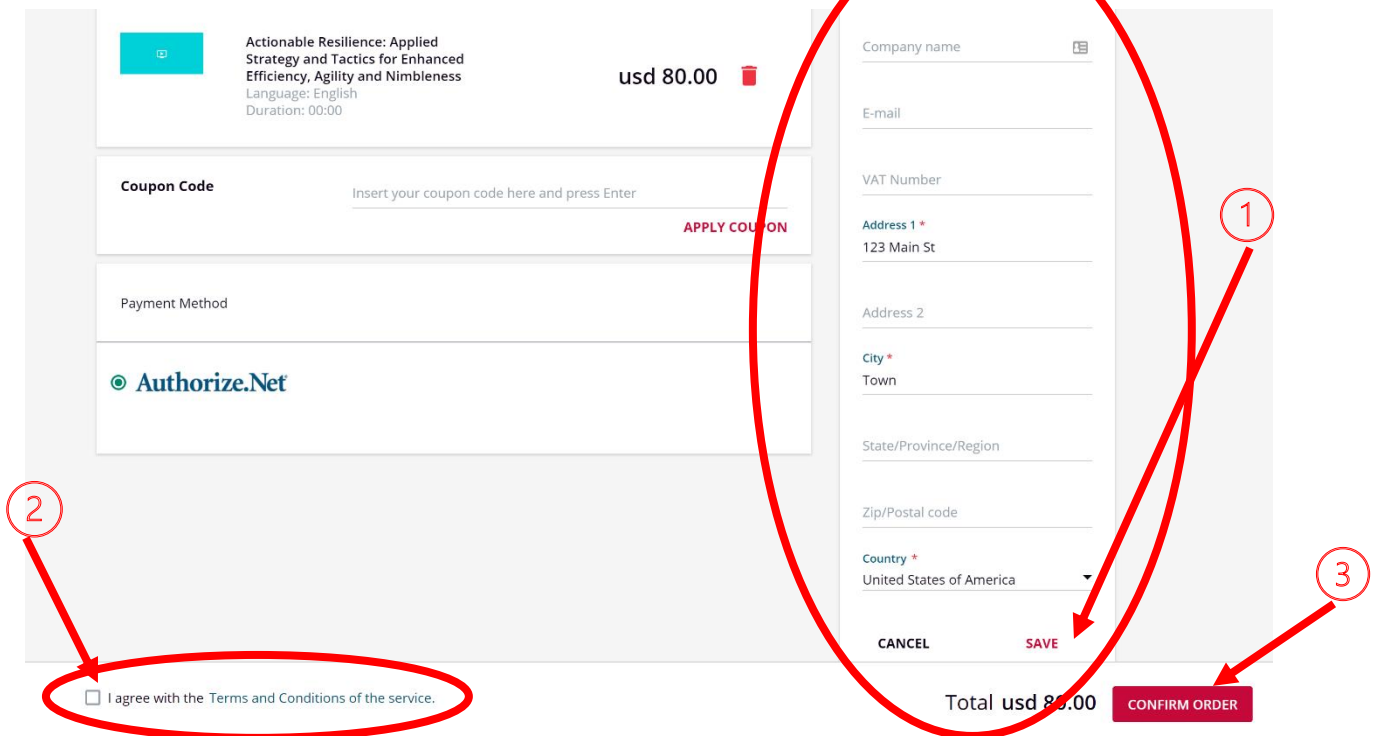 Actionable Resilience: Applied
Strategy and Tactics for Enhanced
Efficiency, Agility and Nimbleness
Language: English
Duration: 00:00
usd 80.00
Coupon Code
Insert your coupon code here and press Enter
APPLY COUPON
Payment Method
Authorize.Net
Company name
E-mail
VAT Number
Address 1 *
123 Main St
Address 2
City *
Town
State/Province/Region
Zip/Postal code
Country *
United States of America
CANCEL
SAVE
1
2
3
I agree with the Terms and Conditions of the service.
Total usd 80.00
CONFIRM ORDER